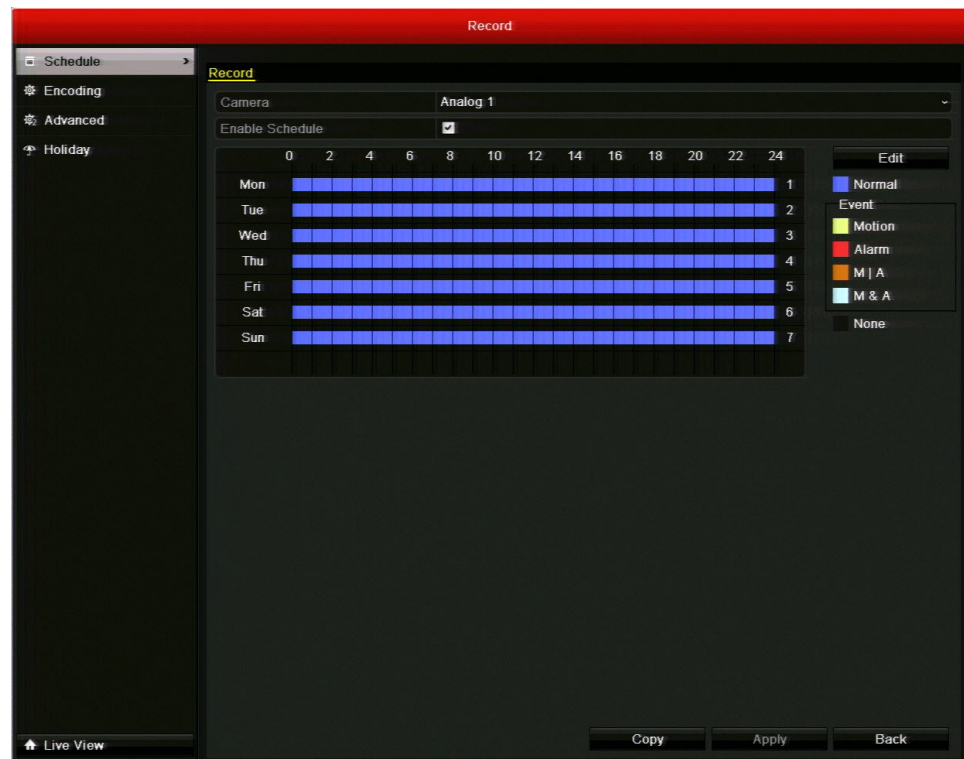 Record
Schedule
Encoding
Advanced
Holiday
Record
Camera Analog 1
Enable Schedule
0 2 4 6 8 10 12 14 16 18 20 22 24
Mon 1
Tue 2
Wed 3
Thu 4
Fri 5
Sat 6
Sun 7
Edit
Normal
Event
Motion
Alarm
M | A
M & A
None
Live View
Copy Apply Back